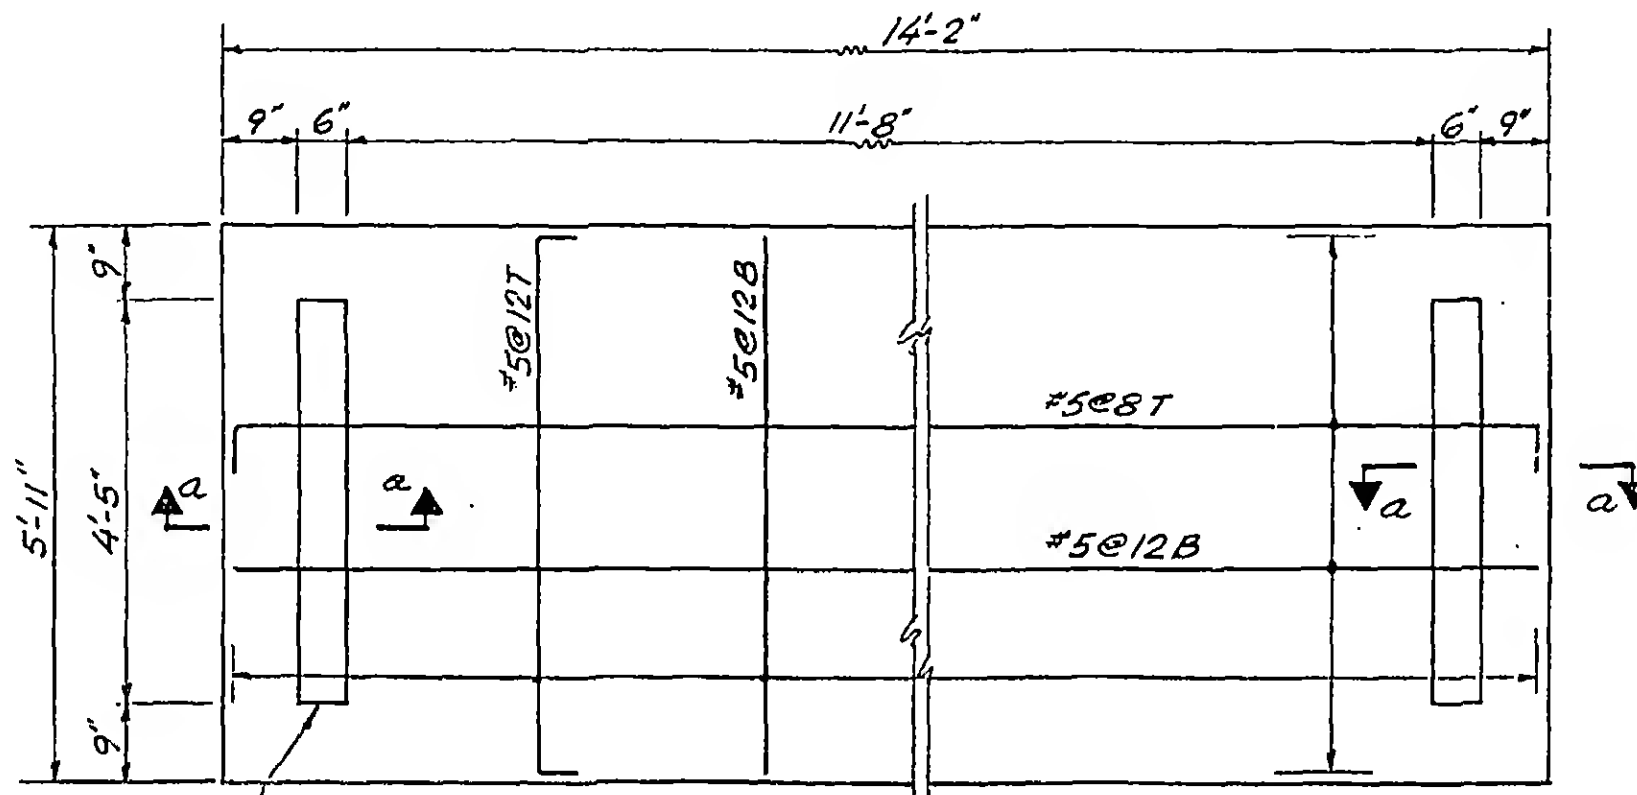 14'-2"
9" 6" 11'-8" 6" 9"
9"
#5@12T
#5@12B
#5@8T
5'-11"
4'-5"
a a a a
#5@12B
9"